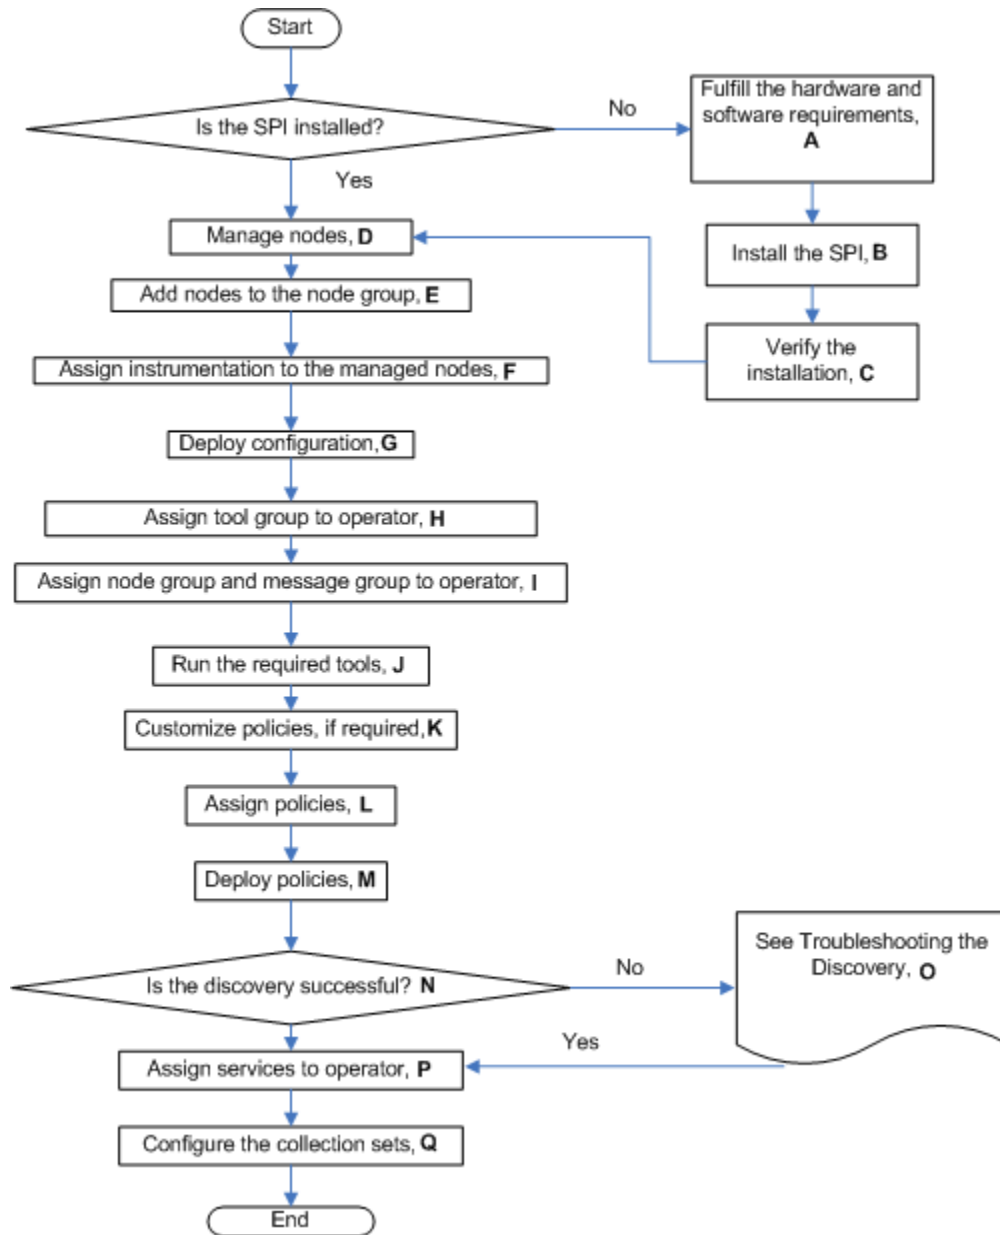 Start
Is the SPI installed?
No
Fulfill the hardware and
software requirements,
A
Yes
Manage nodes, D
Install the SPI, B
Add nodes to the node group, E
Verify the
installation, C
Assign instrumentation to the managed nodes, F
Deploy configuration, G
Assign tool group to operator, H
Assign node group and message group to operator, I
Run the required tools, J
Customize policies, if required, K
Assign policies, L
Deploy policies, M
Is the discovery successful? N
No
See Troubleshooting the
Discovery, O
Yes
Assign services to operator, P
Configure the collection sets, Q
End